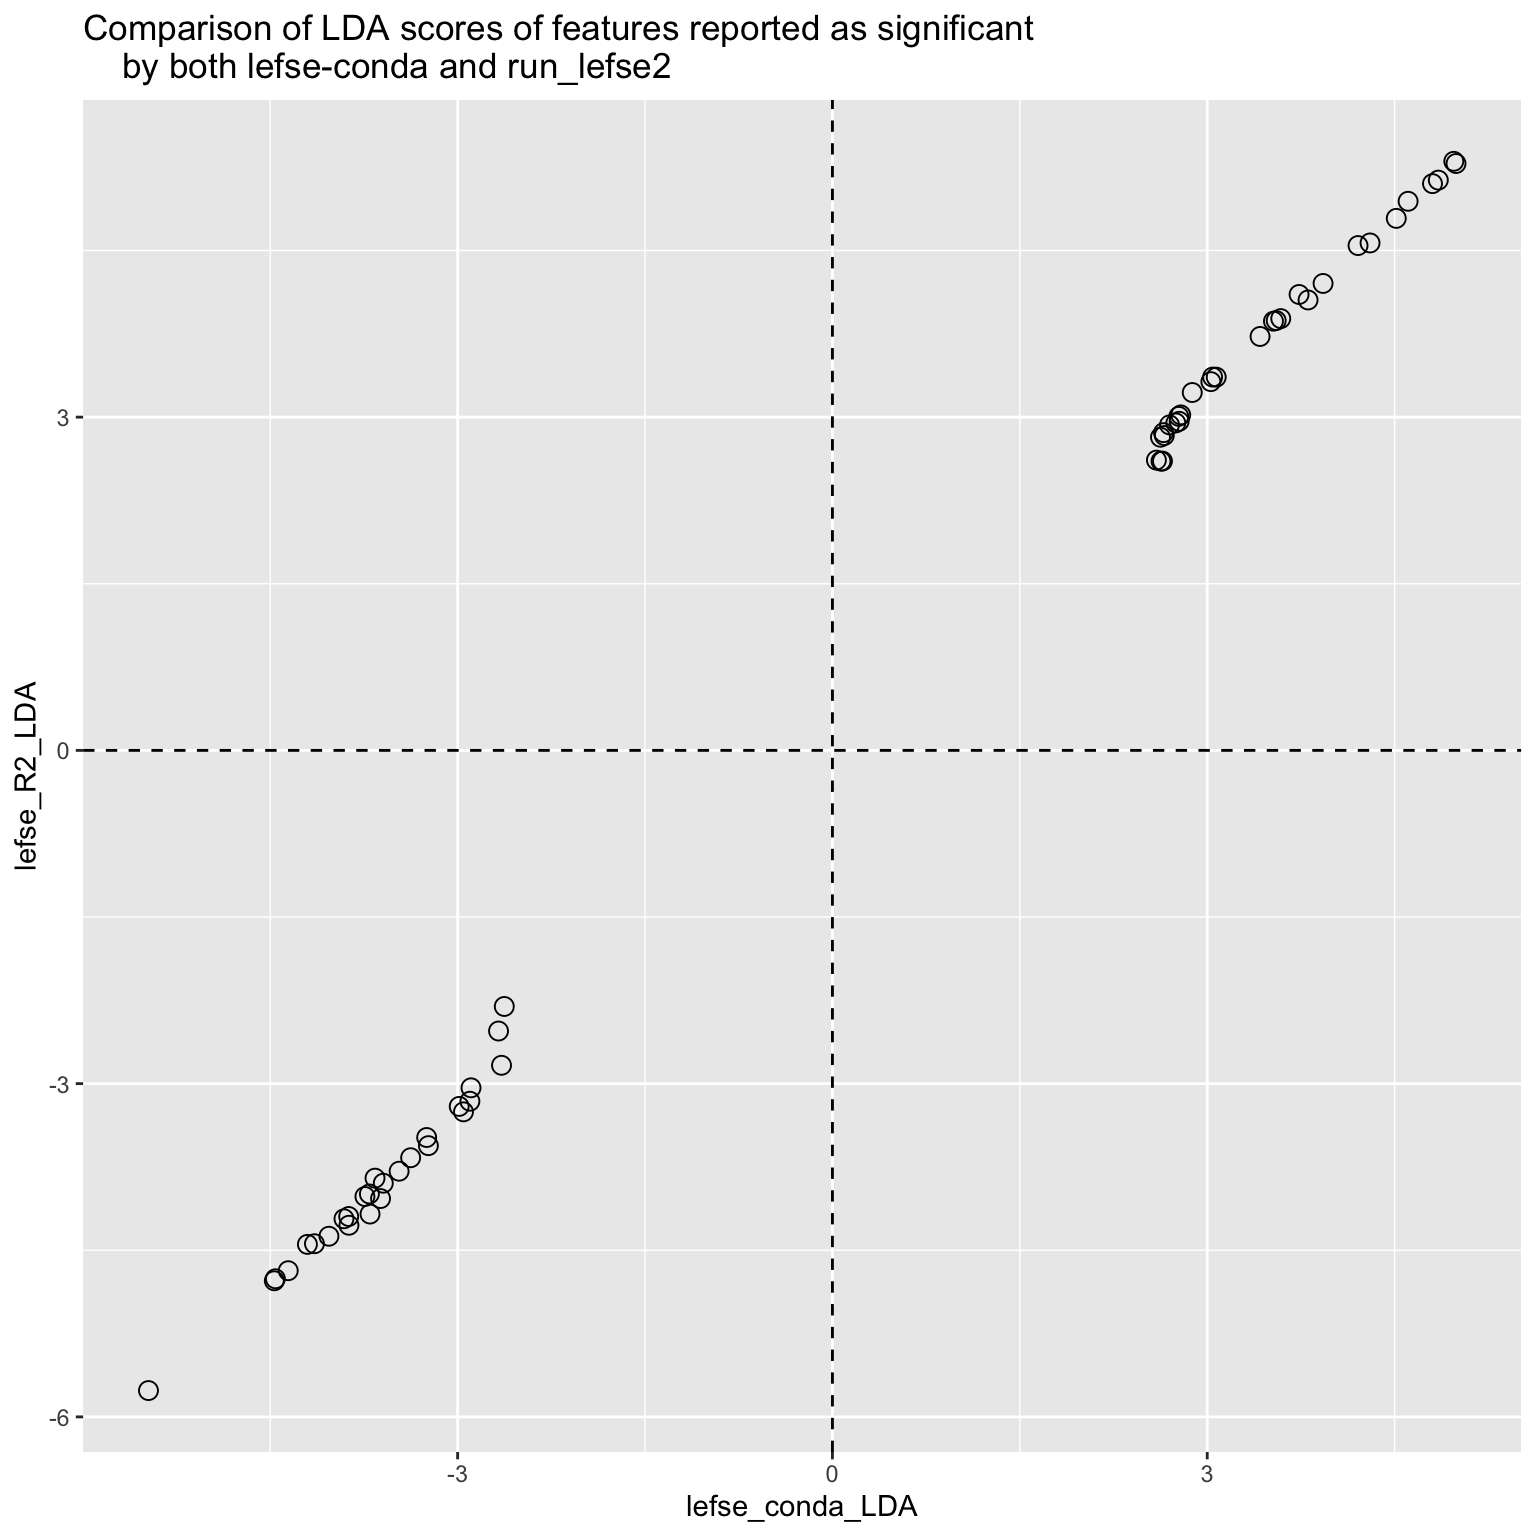 Comparison of LDA scores of features reported as significant
by both lefse-conda and run_lefse2
lefse_R2_LDA
3
0
-3
-6
-3
0
3
lefse_conda_LDA